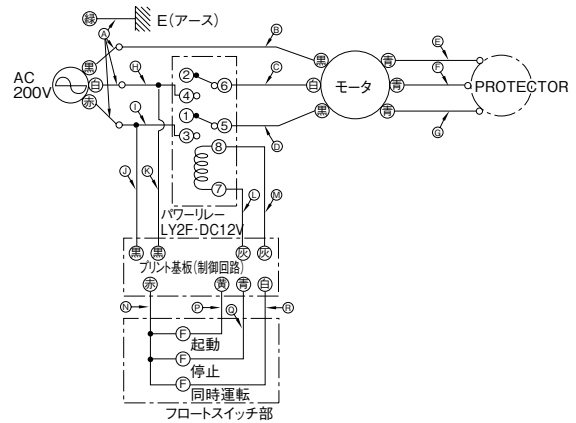 緑 E(アース)
Ⓐ
Ⓑ
Ⓔ
黒 黒 青
Ⓗ Ⓒ Ⓕ
AC 200V 白 ② ⑥ 白 モータ 青 PROTECTOR
④
赤 Ⓘ ① ⑤ 黒 青
③ Ⓓ Ⓖ
⑧
Ⓙ Ⓚ ⑦ Ⓛ Ⓜ
パワーリレー
LY2F・DC12V
黒 黒 灰 灰
プリント基板(制御回路)
赤 黄 青 白
Ⓝ Ⓟ Ⓠ Ⓡ
Ⓕ
起動
Ⓕ
停止
Ⓕ
同時運転
フロートスイッチ部